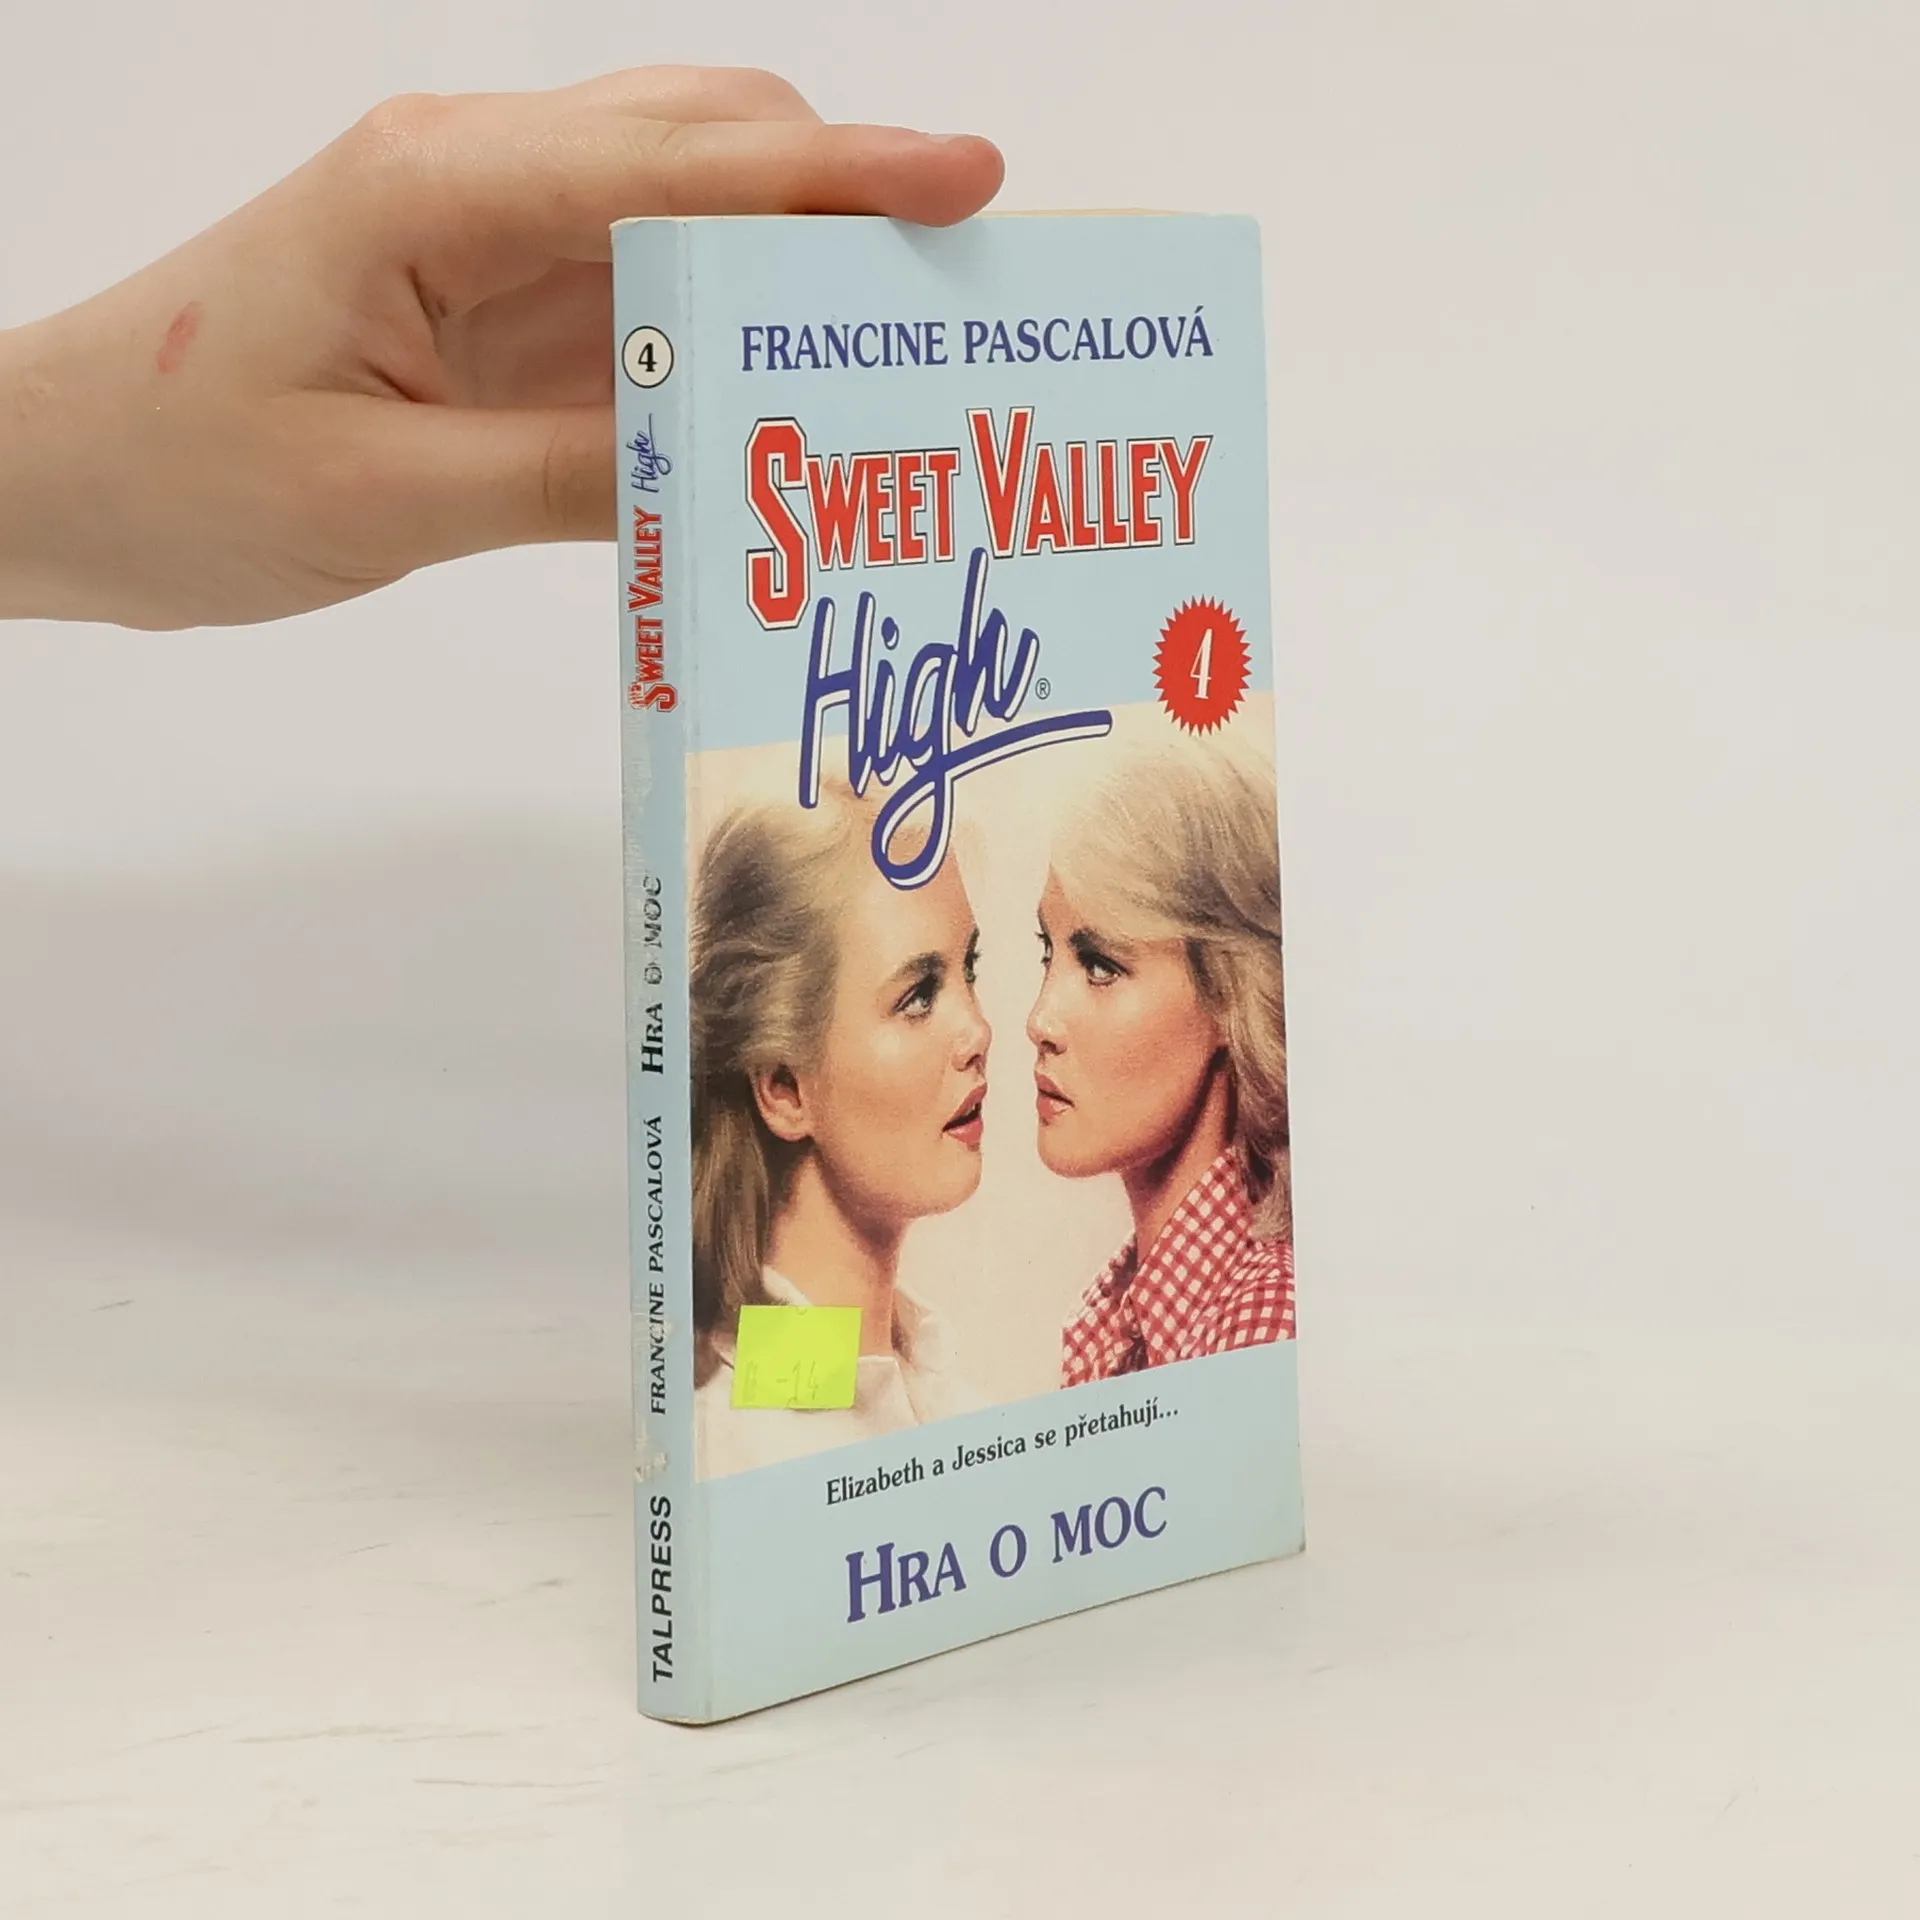 4
SWEET VALLEY High
HRA O MOC
FRANCINE PASCALOVÁ
TALPRESS
FRANCINE PASCALOVÁ
SWEET VALLEY
High®
4
Elizabeth a Jessica se přetahují...
HRA O MOC